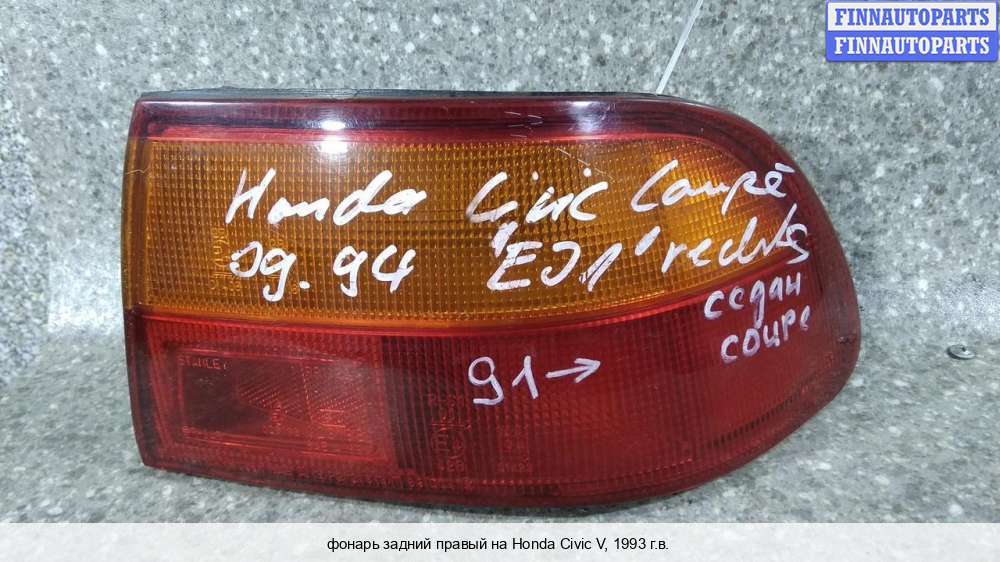 FINNAUTOPARTS
FINNAUTOPARTS
Honda Civic Coupé
09.94 "EJ1" rechts
седан
coupe
91→
STANLEY
фонарь задний правый на Honda Civic V, 1993 г.в.